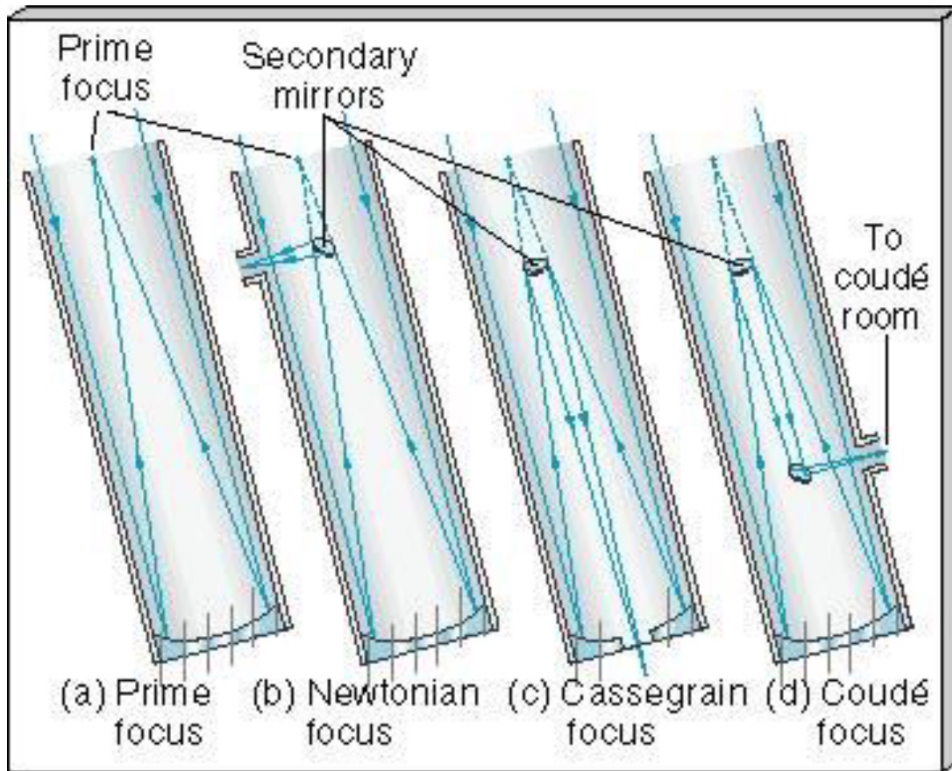 Prime
focus
Secondary
mirrors
To
coudé
room
(a) Prime
focus
(b) Newtonian
focus
(c) Cassegrain
focus
(d) Coudé
focus